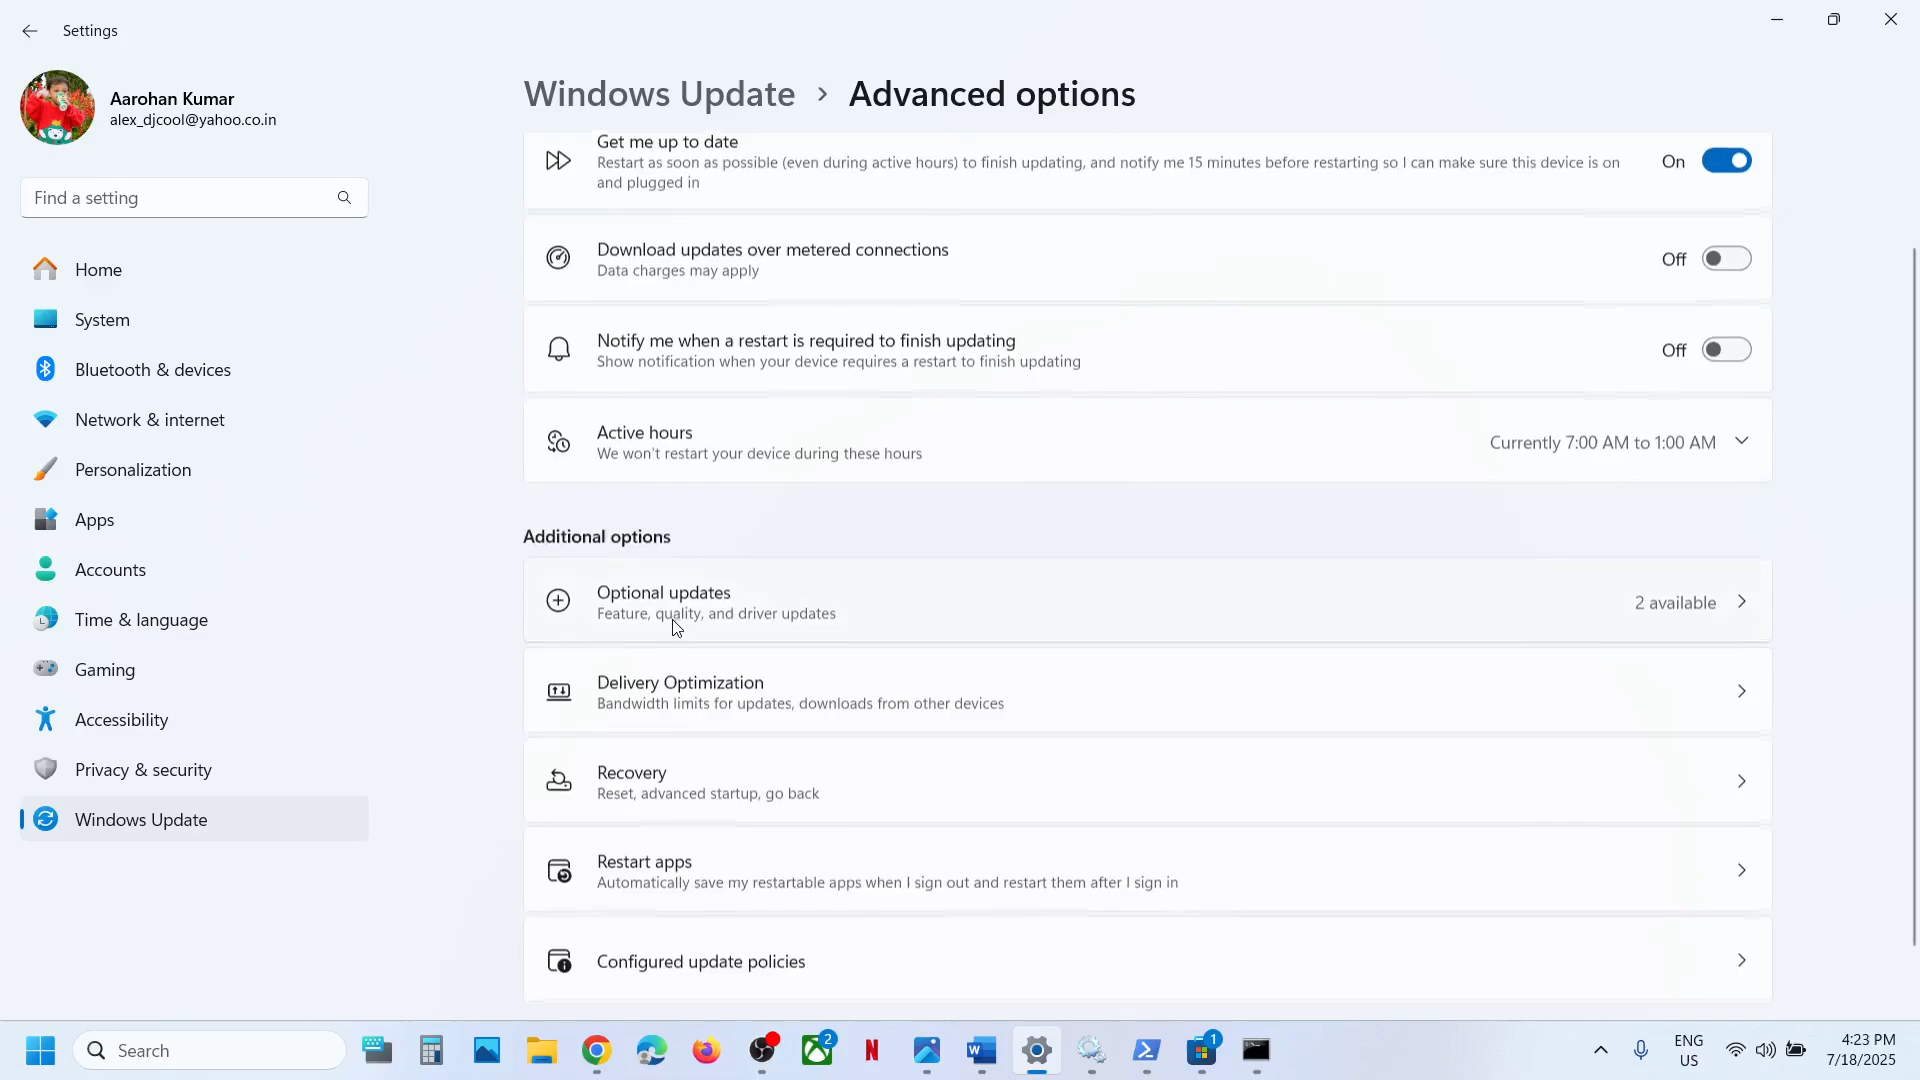 Settings
Aarohan Kumar
alex_djcool@yahoo.co.in
Find a setting
Home
System
Bluetooth & devices
Network & internet
Personalization
Apps
Accounts
Time & language
Gaming
Accessibility
Privacy & security
Windows Update
Windows Update > Advanced options
Get me up to date
Restart as soon as possible (even during active hours) to finish updating, and notify me 15 minutes before restarting so I can make sure this device is on
and plugged in
On
Download updates over metered connections
Data charges may apply
Off
Notify me when a restart is required to finish updating
Show notification when your device requires a restart to finish updating
Off
Active hours
We won't restart your device during these hours
Currently 7:00 AM to 1:00 AM
Additional options
Optional updates
Feature, quality, and driver updates
2 available
Delivery Optimization
Bandwidth limits for updates, downloads from other devices
Recovery
Reset, advanced startup, go back
Restart apps
Automatically save my restartable apps when I sign out and restart them after I sign in
Configured update policies
Search
2
N
1
ENG
US
4:23 PM
7/18/2025